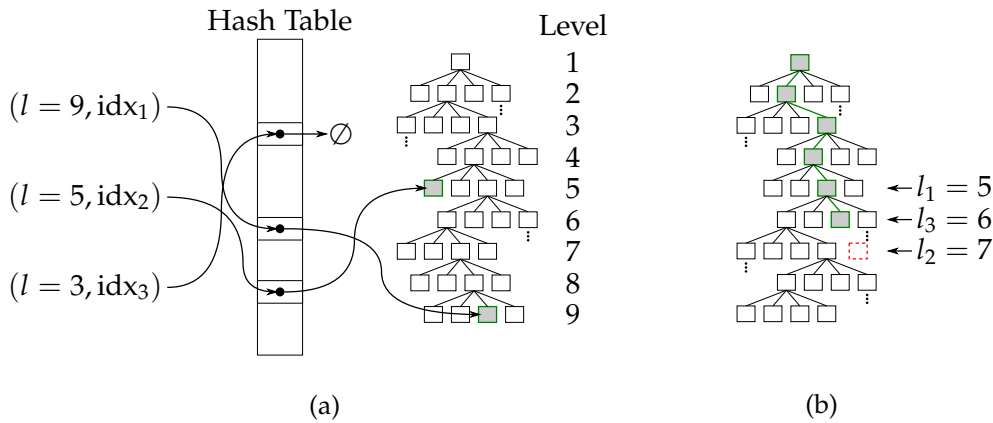 Hash Table
Level
(l = 9, idx₁)
(l = 5, idx₂)
(l = 3, idx₃)
∅
1
2
3
4
5
6
7
8
9
l₁ = 5
l₃ = 6
l₂ = 7
(a)
(b)